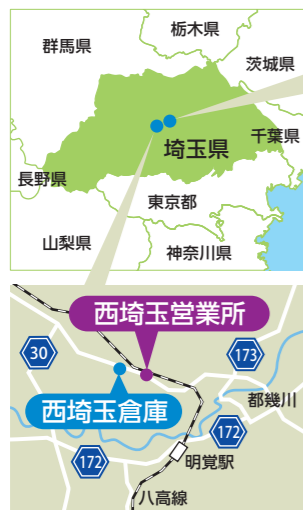 栃木県
群馬県
茨城県
埼玉県
千葉県
長野県
東京都
山梨県
神奈川県
西埼玉営業所
30
173
西埼玉倉庫
都幾川
172
172
明覚駅
八高線